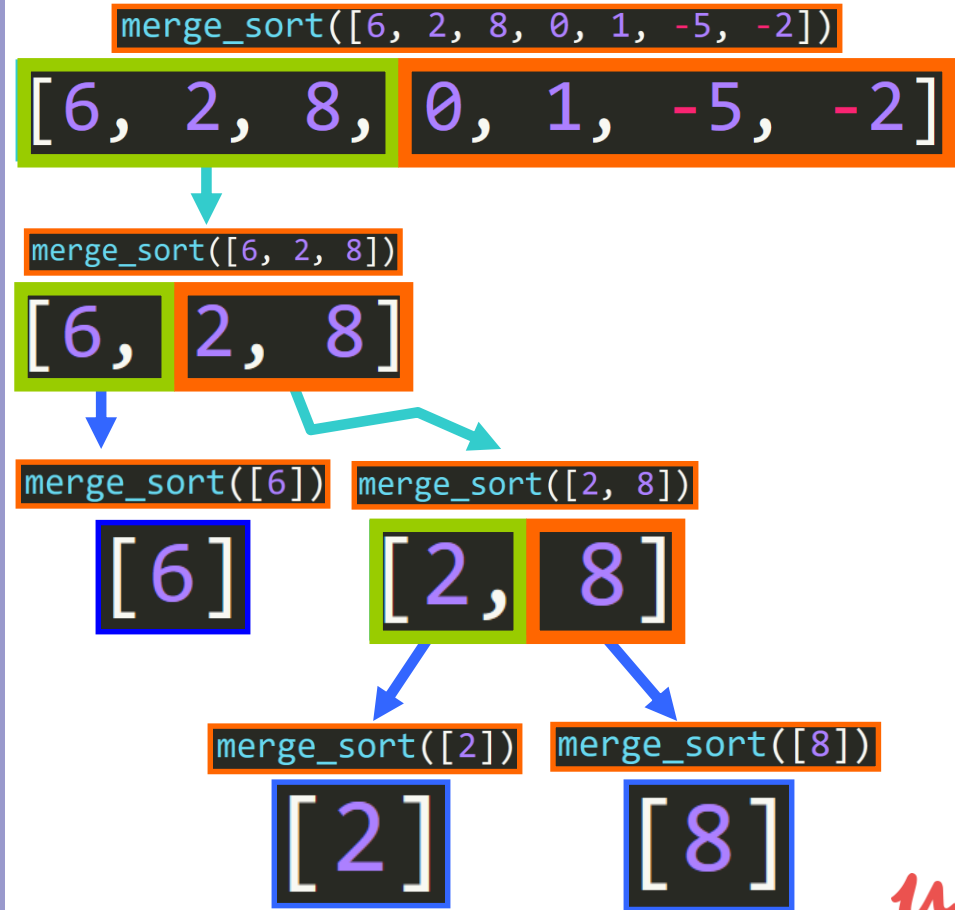 merge_sort([6, 2, 8, 0, 1, -5, -2])
[6, 2, 8, 0, 1, -5, -2]
merge_sort([6, 2, 8])
[6, 2, 8]
merge_sort([6])
merge_sort([2, 8])
[6]
[2, 8]
merge_sort([2])
merge_sort([8])
[2]
[8]